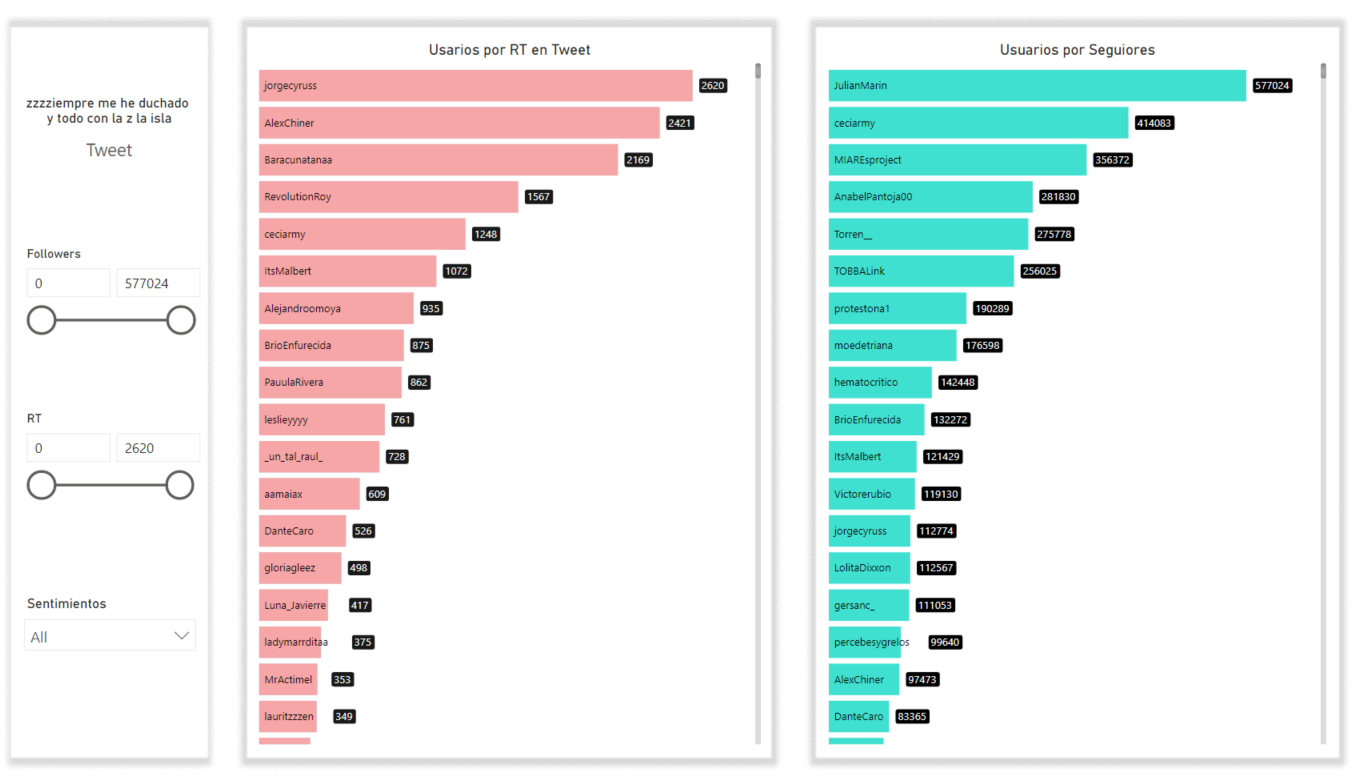 zzzziempre me he duchado
y todo con la z la isla
Tweet
Followers
0 577024
RT
0 2620
Sentimientos
All
Usarios por RT en Tweet
jorgecyruss 2620
AlexChiner 2421
Baracunatanaa 2169
RevolutionRoy 1567
ceciarmy 1248
ItsMalbert 1072
Alejandroomoya 935
BrioEnfurecida 875
PauulaRivera 862
leslieyyyy 761
_un_tal_raul_ 728
aamaiax 609
DanteCaro 526
gloriagleez 498
Luna_Javierre 417
ladymarrditaa 375
MrActimel 353
lauritzzzen 349
Usuarios por Seguiores
JulianMarin 577024
ceciarmy 414083
MIAREsproject 356372
AnabelPantoja00 281830
Torren__ 275778
TOBBALink 256025
protestona1 190289
moedetriana 176598
hematocritico 142448
BrioEnfurecida 132272
ItsMalbert 121429
Victorerubio 119130
jorgecyruss 112774
LolitaDixxon 112567
gersanc_ 111053
percebesygrelos 99640
AlexChiner 97473
DanteCaro 83365